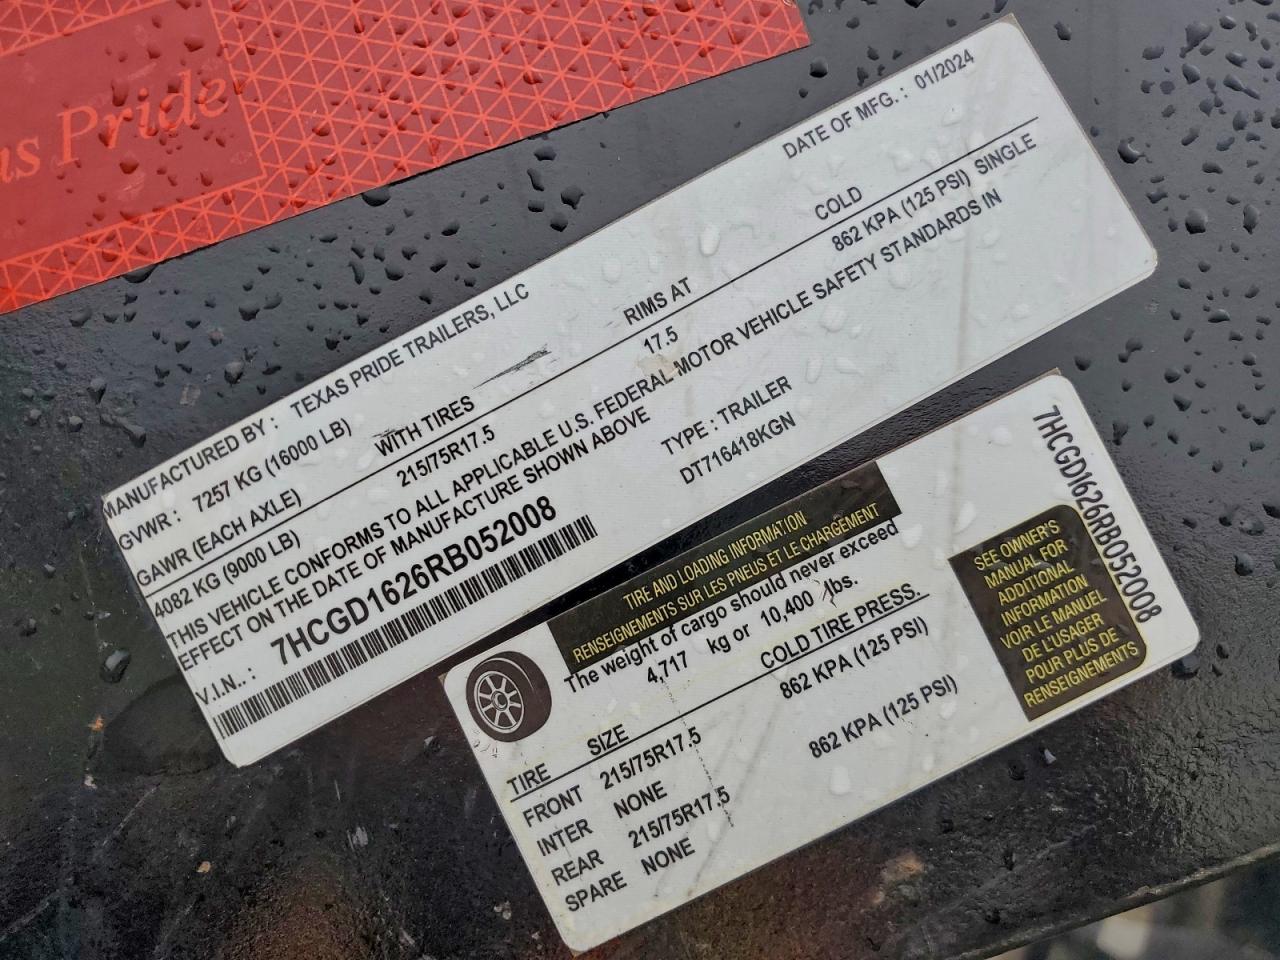 us Pride
MANUFACTURED BY : TEXAS PRIDE TRAILERS, LLC DATE OF MFG. : 01/2024
GVWR : 7257 KG (16000 LB)
GAWR (EACH AXLE) WITH TIRES RIMS AT COLD
4082 KG (9000 LB) 215/75R17.5 17.5 862 KPA (125 PSI) SINGLE
THIS VEHICLE CONFORMS TO ALL APPLICABLE U.S. FEDERAL MOTOR VEHICLE SAFETY STANDARDS IN
EFFECT ON THE DATE OF MANUFACTURE SHOWN ABOVE
V.I.N.. : 7HCGD1626RB052008 TYPE : TRAILER
DT716418KGN
TIRE AND LOADING INFORMATION
RENSEIGNEMENTS SUR LES PNEUS ET LE CHARGEMENT
The weight of cargo should never exceed
4,717 kg or 10,400 lbs.
TIRE SIZE COLD TIRE PRESS.
FRONT 215/75R17.5 862 KPA (125 PSI)
INTER NONE
REAR 215/75R17.5 862 KPA (125 PSI)
SPARE NONE
SEE OWNER'S
MANUAL FOR
ADDITIONAL
INFORMATION
VOIR LE MANUEL
DE L'USAGER
POUR PLUS DE
RENSEIGNEMENTS
7HCGD1626RB052008